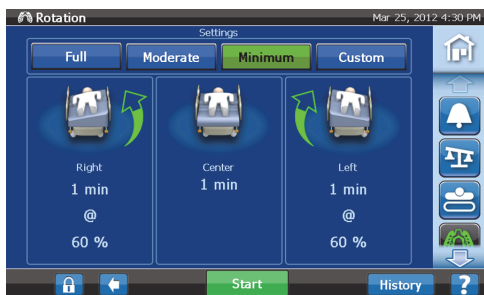 Rotation Mar 25, 2012 4:30 PM
Settings
Full Moderate Minimum Custom
Right Center Left
1 min 1 min 1 min
@ @
60 % 60 %
Start History ?